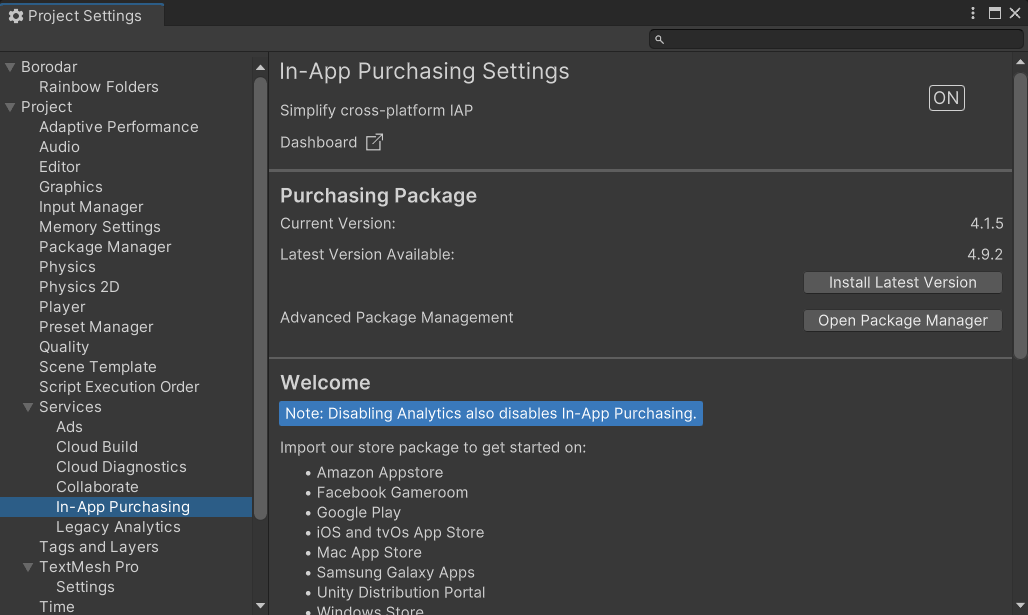 Project Settings
Borodar
Rainbow Folders
Project
Adaptive Performance
Audio
Editor
Graphics
Input Manager
Memory Settings
Package Manager
Physics
Physics 2D
Player
Preset Manager
Quality
Scene Template
Script Execution Order
Services
Ads
Cloud Build
Cloud Diagnostics
Collaborate
In-App Purchasing
Legacy Analytics
Tags and Layers
TextMesh Pro
Settings
Time
In-App Purchasing Settings
ON
Simplify cross-platform IAP
Dashboard
Purchasing Package
Current Version: 4.1.5
Latest Version Available: 4.9.2
Install Latest Version
Advanced Package Management Open Package Manager
Welcome
Note: Disabling Analytics also disables In-App Purchasing.
Import our store package to get started on:
• Amazon Appstore
• Facebook Gameroom
• Google Play
• iOS and tvOs App Store
• Mac App Store
• Samsung Galaxy Apps
• Unity Distribution Portal
• Windows Store